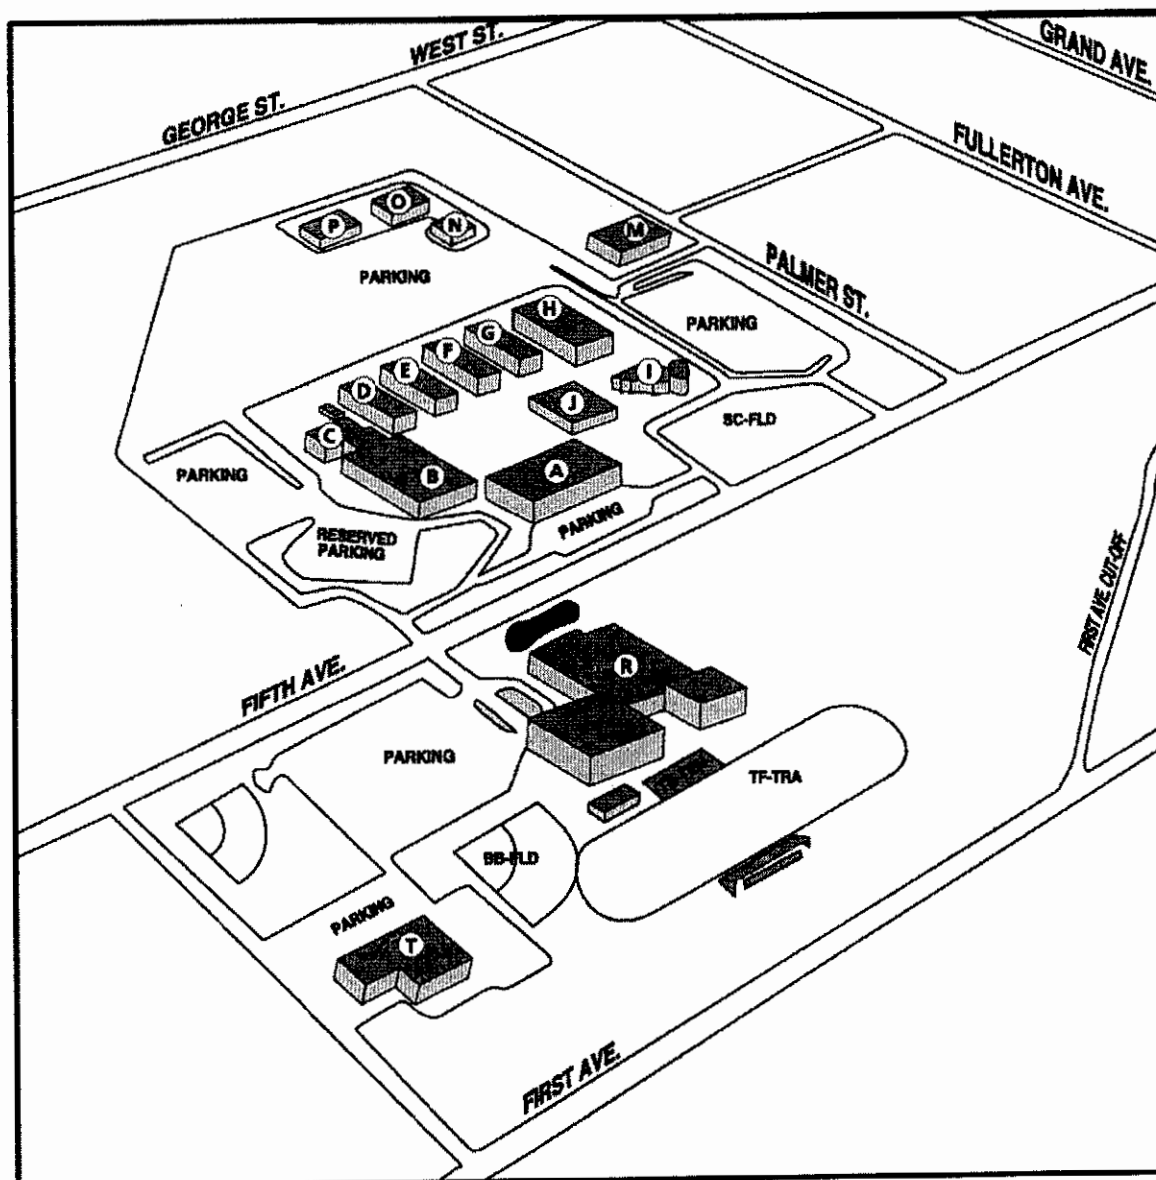 GRAND AVE.
WEST ST.
GEORGE ST.
FULLERTON AVE.
O
P
N
M
PALMER ST.
PARKING
H
PARKING
G
F
I
E
D
J
SC-FLD
C
A
PARKING
B
PARKING
RESERVED
PARKING
FIRST AVE. CUT-OFF
R
FIFTH AVE.
PARKING
TF-TRA
BB-FLD
PARKING
T
FIRST AVE.